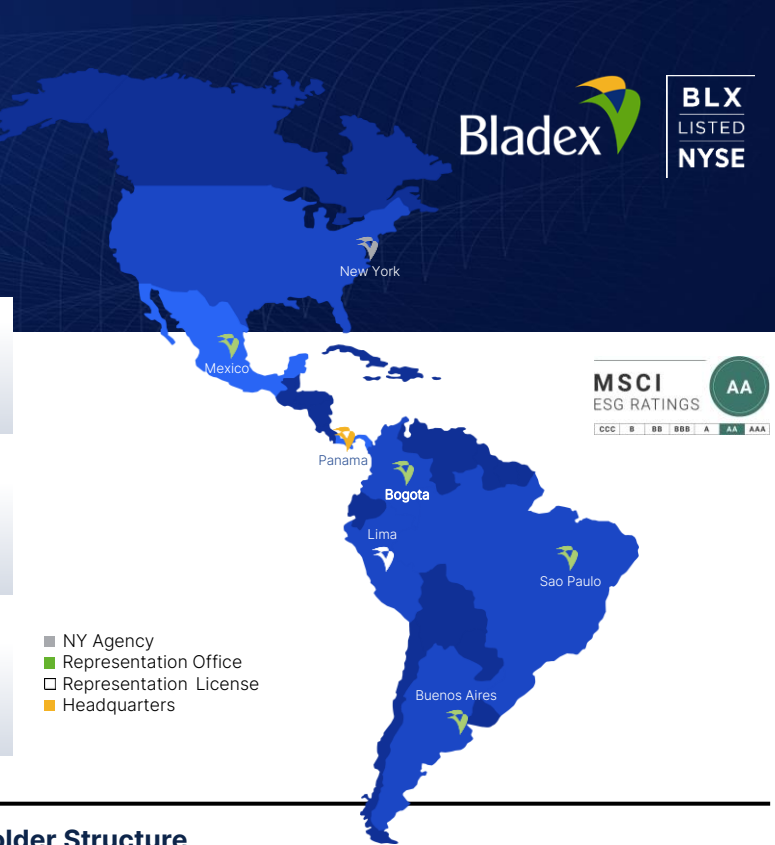 Bladex
BLX
LISTED
NYSE
New York
Mexico
MSCI
ESG RATINGS
AA
CCC B BB BBB A AA AAA
Panama
Bogota
Lima
Sao Paulo
NY Agency
Representation Office
Representation License
Headquarters
Buenos Aires
older Structure